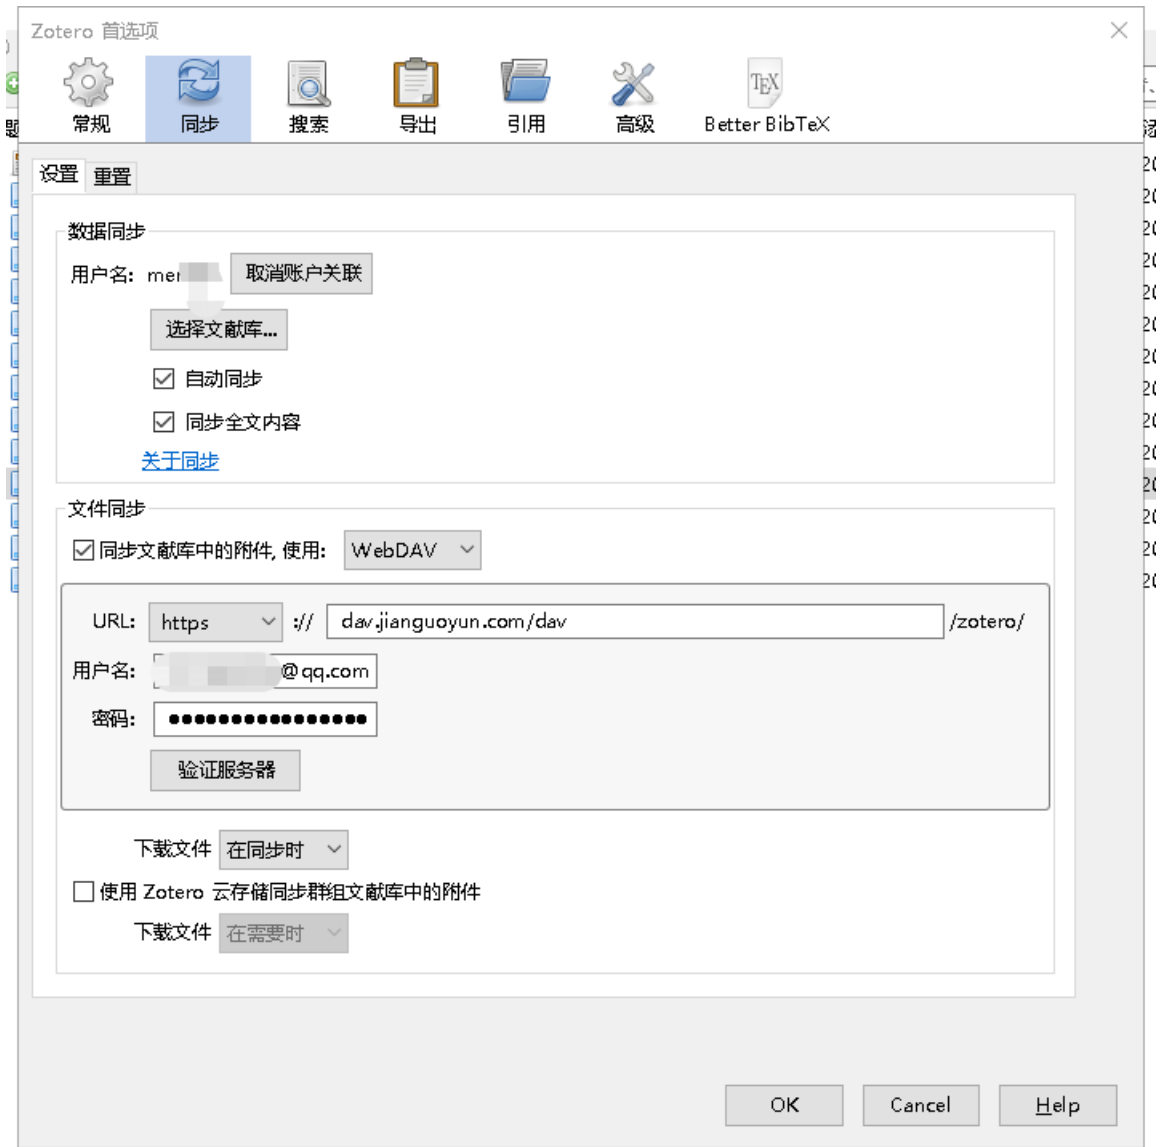 Zotero 首选项
常规 同步 搜索 导出 引用 高级 Better BibTeX
设置 重置
数据同步
用户名: mer 取消账户关联
选择文献库...
自动同步
同步全文内容
关于同步
文件同步
同步文献库中的附件, 使用: WebDAV
URL: https :// dav.jianguoyun.com/dav /zotero/
用户名: @qq.com
密码: ●●●●●●●●●●●●●●●●
验证服务器
下载文件 在同步时
使用 Zotero 云存储同步群组文献库中的附件
下载文件 在需要时
OK Cancel Help